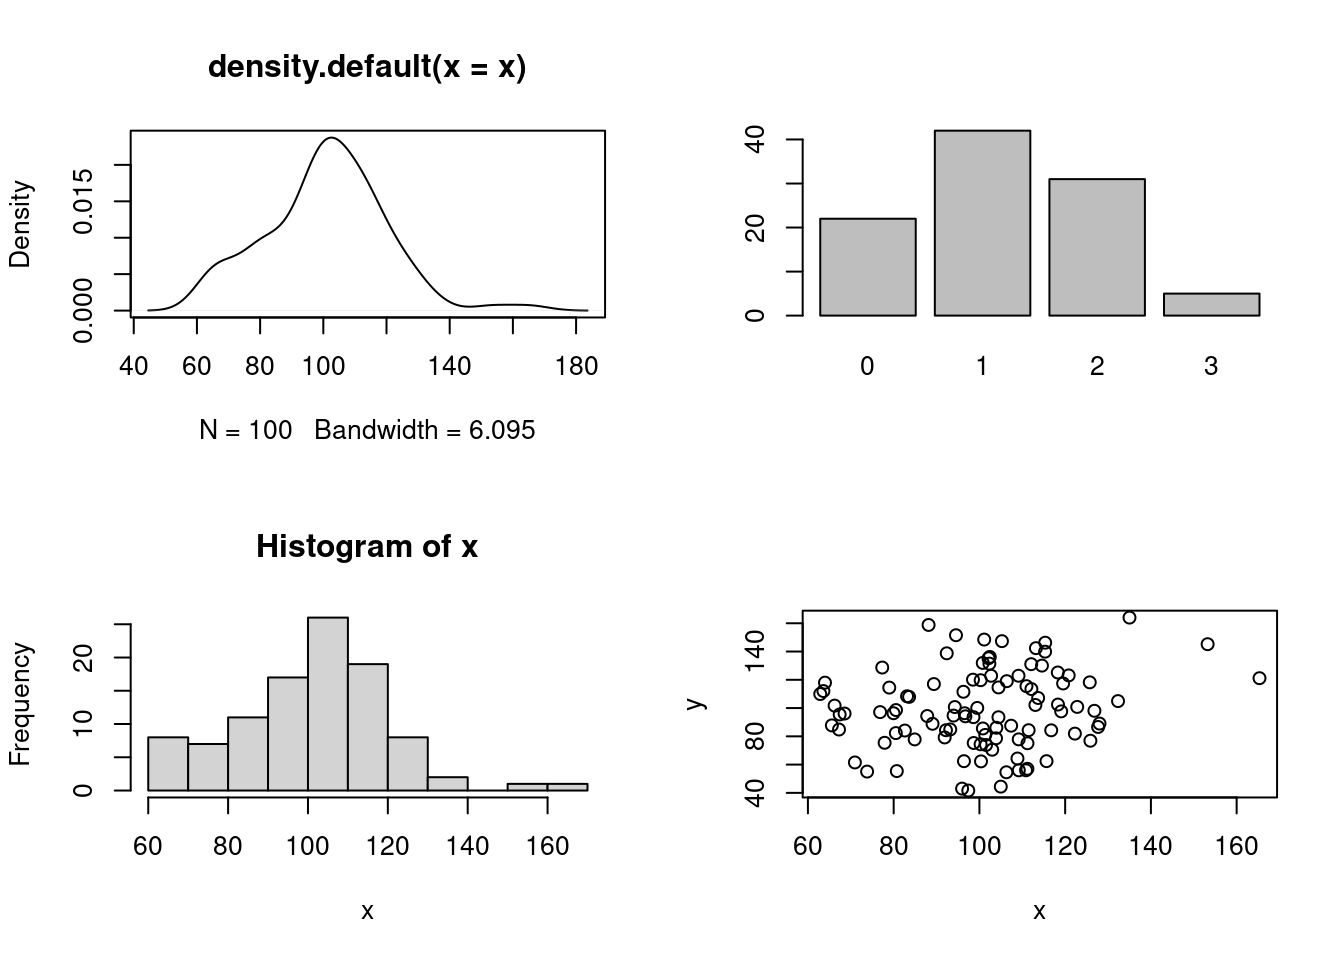 density.default(x = x)
Density
0.000 0.015
40 60 80 100 140 180
N = 100 Bandwidth = 6.095
0 20 40
0 1 2 3
Histogram of x
Frequency
0 10 20
60 80 100 120 140 160
x
y
40 80 140
60 80 100 120 140 160
x